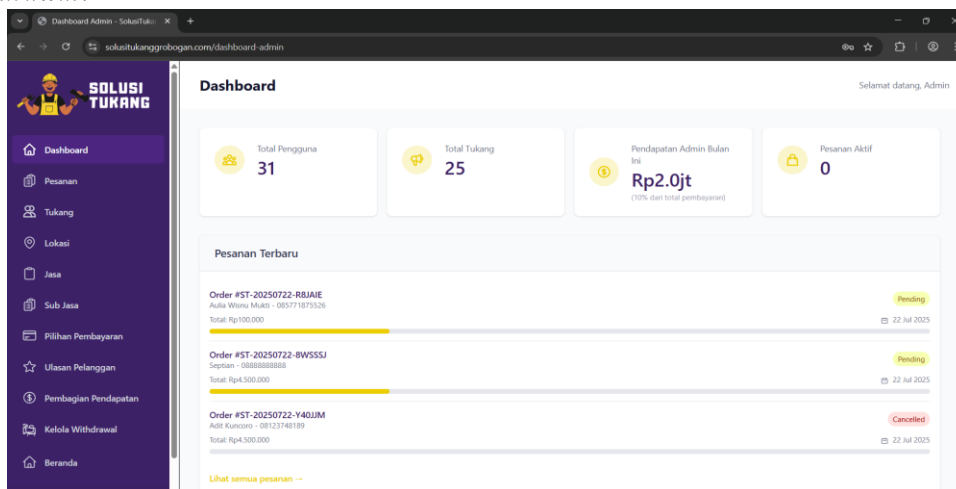 Dashboard Admin - SolusiTuka
solusitukanggrobogan.com/dashboard-admin
SOLUSI
TUKANG
Dashboard
Pesanan
Tukang
Lokasi
Jasa
Sub Jasa
Pilihan Pembayaran
Ulasan Pelanggan
Pembagian Pendapatan
Kelola Withdrawal
Beranda
Dashboard
Selamat datang, Admin
Total Pengguna
31
Total Tukang
25
Pendapatan Admin Bulan
Ini
Rp2.0jt
(10% dari total pembayaran)
Pesanan Aktif
0
Pesanan Terbaru
Order #ST-20250722-R8JAIE
Pending
Aulia Wisnu Mukti - 085771875526
Total: Rp100.000
22 Jul 2025
Order #ST-20250722-8WSSSJ
Pending
Septian - 08888888888
Total: Rp4.500.000
22 Jul 2025
Order #ST-20250722-Y40JJM
Cancelled
Adit Kuncoro - 08123748189
Total: Rp4.500.000
22 Jul 2025
Lihat semua pesanan →